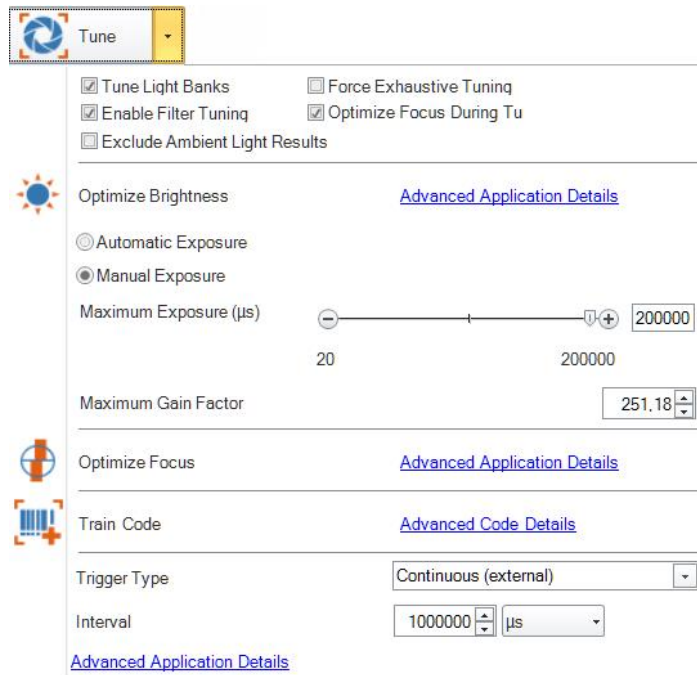 Tune
Tune Light Banks Force Exhaustive Tuning
Enable Filter Tuning Optimize Focus During Tu
Exclude Ambient Light Results
Optimize Brightness Advanced Application Details
Automatic Exposure
Manual Exposure
Maximum Exposure (µs) 200000
20 200000
Maximum Gain Factor 251.18
Optimize Focus Advanced Application Details
Train Code Advanced Code Details
Trigger Type Continuous (external)
Interval 1000000 µs
Advanced Application Details